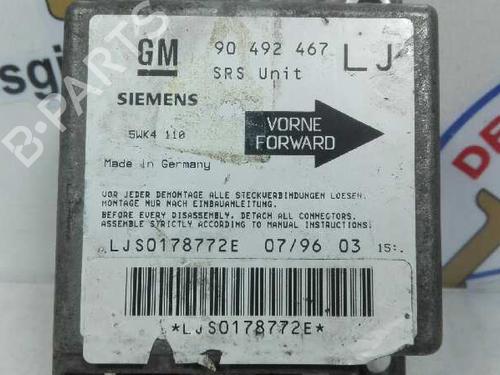 GM
90 492 467 LJ
SRS Unit
SIEMENS
5WK4 110
VORNE
FORWARD
Made in Germany
VOR JEDER DEMONTAGE ALLE STECKVERBINDUNGEN LOESEN.
MONTAGE NUR NACH EINBAUANLEITUNG.
BEFORE EVERY DISASSEMBLY, DETACH ALL CONNECTORS.
ASSEMBLE STRICTLY ACCORDING TO MANUAL INSTRUCTIONS.
LJS0178772E 07/96 03 15:.
*LJS0178772E*
B-PARTS